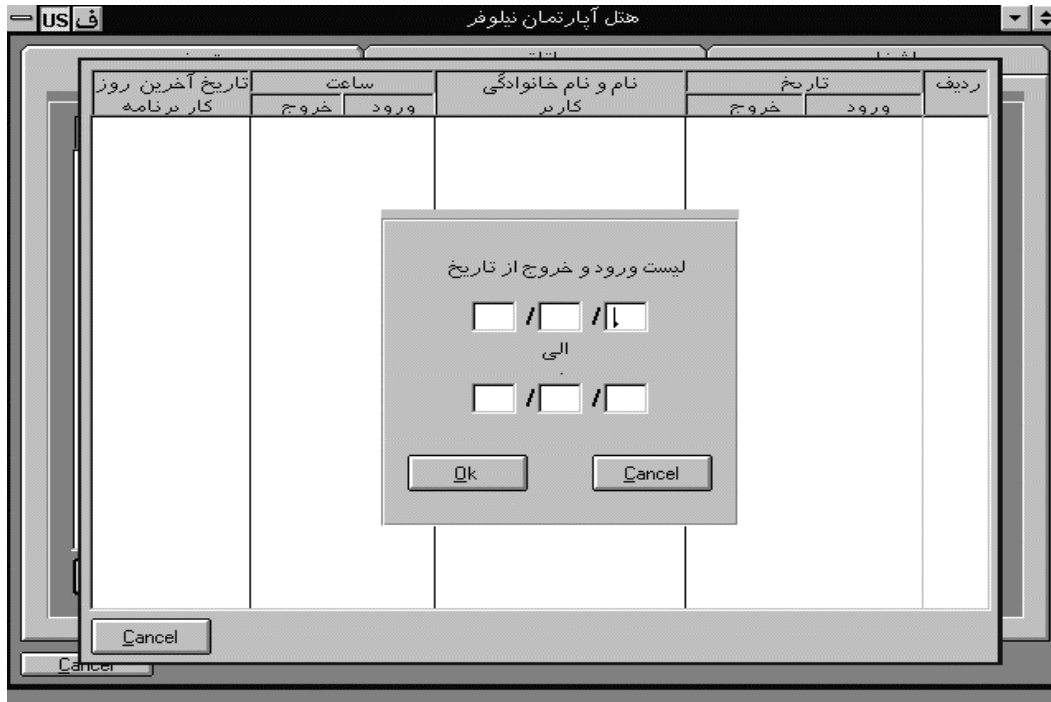 US ف هتل آپارتمان نیلوفر
ردیف تاریخ نام و نام خانوادگی ساعت تاریخ آخرین روز
ورود خروج کاربر ورود خروج کار برنامه
لیست ورود و خروج از تاریخ
/ /
الی
/ /
Ok Cancel
Cancel
Cancel